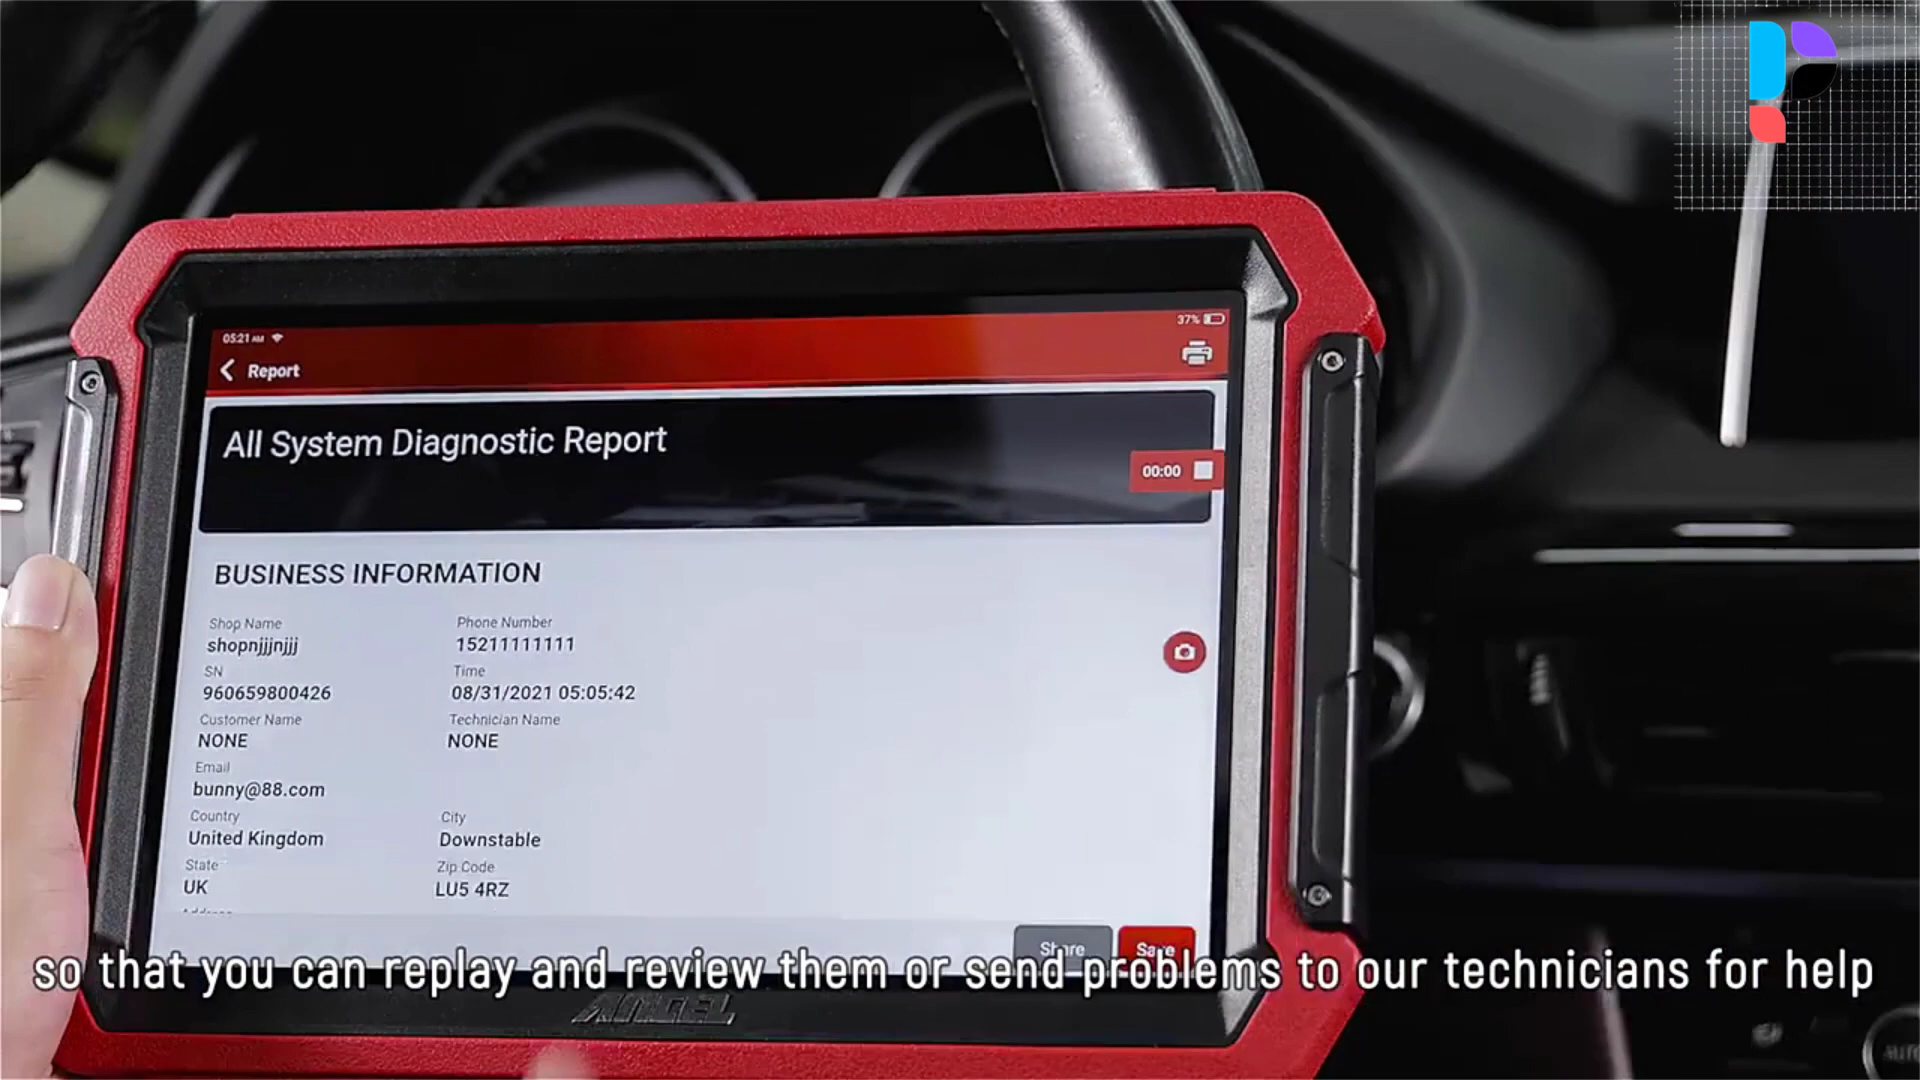 05:21 AM
37%
Report
All System Diagnostic Report
00:00
BUSINESS INFORMATION
Shop Name
shopnjjjnjjj
Phone Number
15211111111
SN
960659800426
Time
08/31/2021 05:05:42
Customer Name
NONE
Technician Name
NONE
Email
bunny@88.com
Country
United Kingdom
City
Downstable
State
UK
Zip Code
LU5 4RZ
Share
Save
so that you can replay and review them or send problems to our technicians for help
ANCEL
AUTO